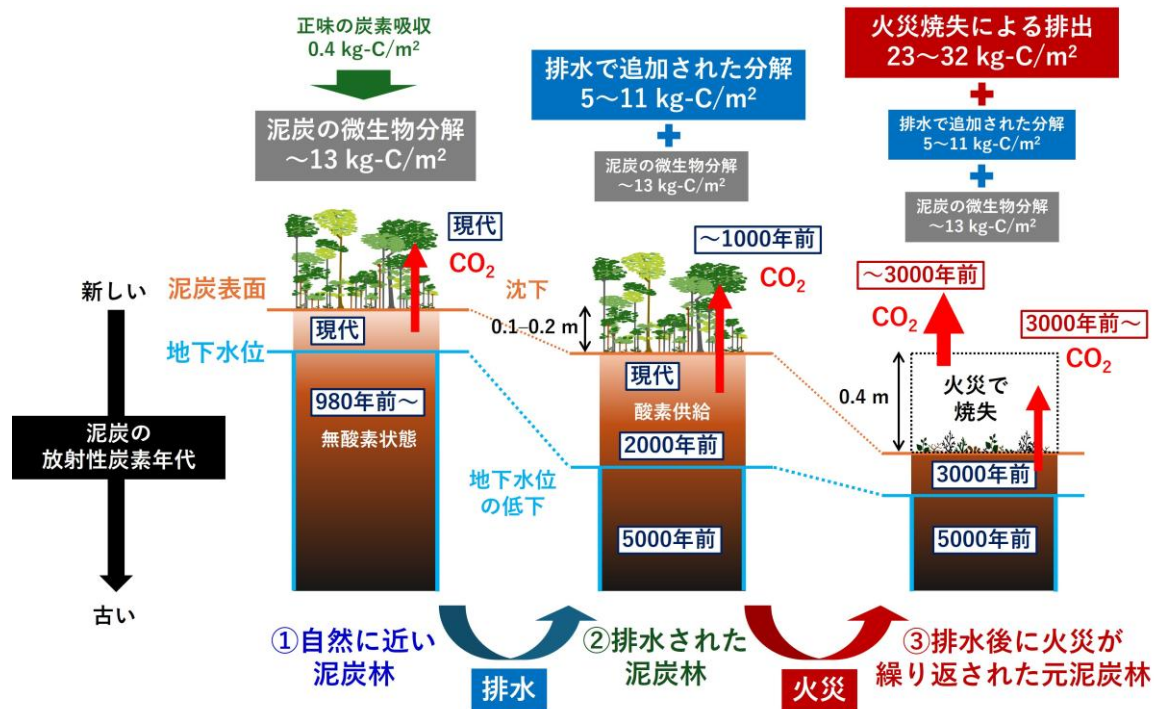 正味の炭素吸収
0.4 kg-C/m²
泥炭の微生物分解
～13 kg-C/m²
排水で追加された分解
5～11 kg-C/m²
+
泥炭の微生物分解
～13 kg-C/m²
火災焼失による排出
23～32 kg-C/m²
+
排水で追加された分解
5～11 kg-C/m²
+
泥炭の微生物分解
～13 kg-C/m²
新しい
泥炭の
放射性炭素年代
古い
泥炭表面
地下水位
現代
CO₂
現代
980年前～
無酸素状態
沈下
0.1–0.2 m
地下水位
の低下
～1000年前
CO₂
現代
酸素供給
2000年前
5000年前
～3000年前
CO₂
3000年前～
CO₂
0.4 m
火災で
焼失
3000年前
5000年前
①自然に近い
泥炭林
排水
②排水された
泥炭林
火災
③排水後に火災が
繰り返された元泥炭林